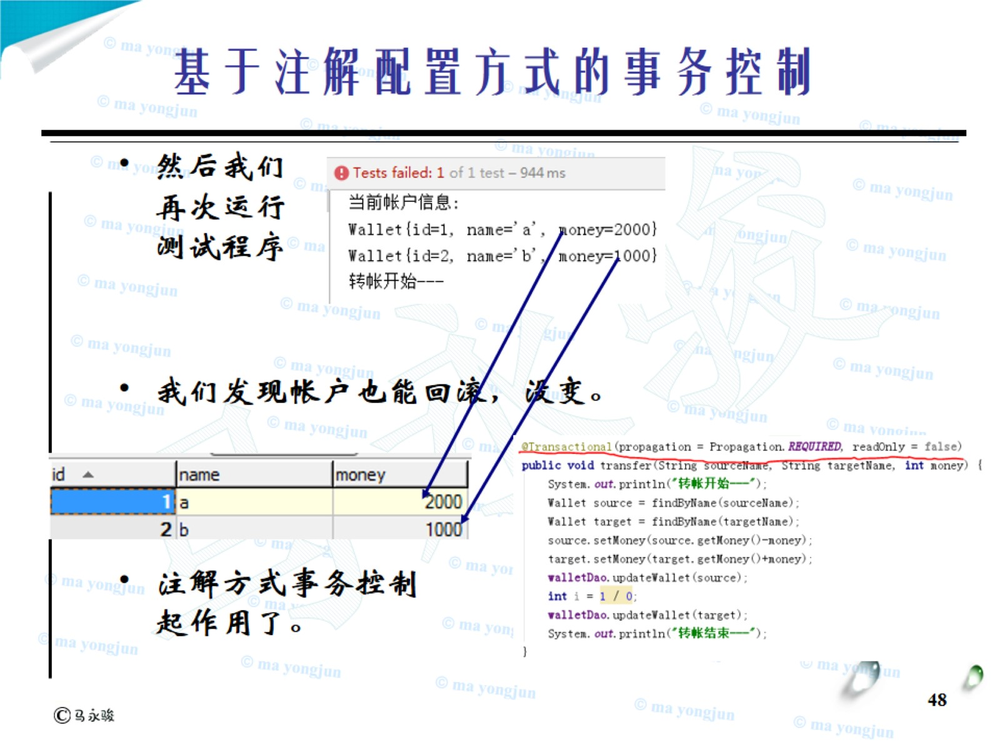 基于注解配置方式的事务控制
• 然后我们
再次运行
测试程序
Tests failed: 1 of 1 test – 944 ms
当前帐户信息:
Wallet{id=1, name='a', money=2000}
Wallet{id=2, name='b', money=1000}
转帐开始---
• 我们发现帐户也能回滚，没变。
id name money
1 a 2000
2 b 1000
• 注解方式事务控制
起作用了。
@Transactional(propagation = Propagation.REQUIRED, readOnly = false)
public void transfer(String sourceName, String targetName, int money) {
System.out.println("转帐开始---");
Wallet source = findByName(sourceName);
Wallet target = findByName(targetName);
source.setMoney(source.getMoney()-money);
target.setMoney(target.getMoney()+money);
walletDao.updateWallet(source);
int i = 1 / 0;
walletDao.updateWallet(target);
System.out.println("转帐结束---");
}
48
©马永骏
© ma yongjun
马永骏